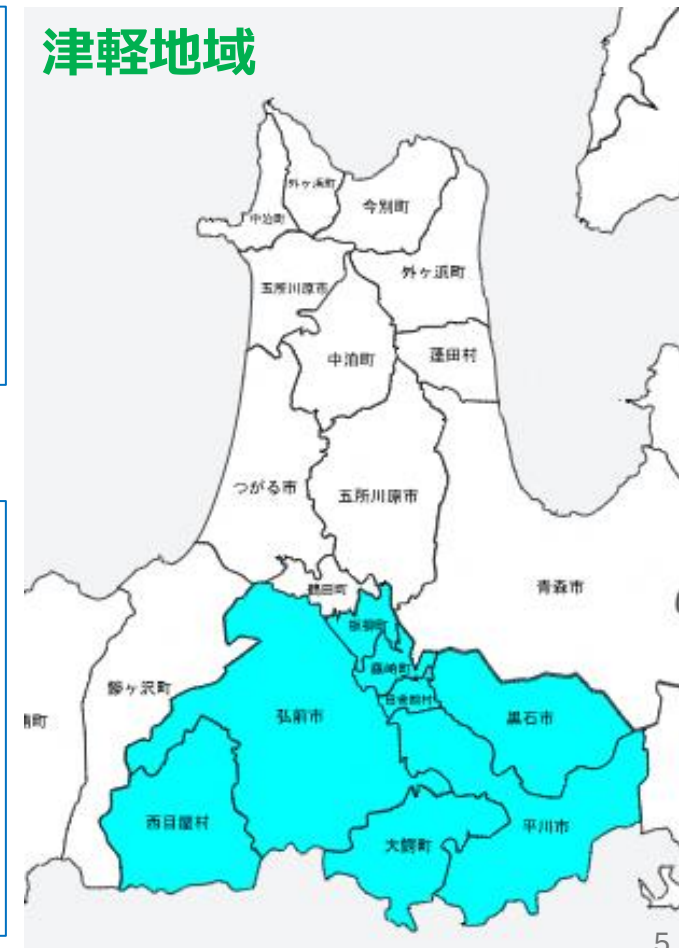 津軽地域
外ヶ浜町
今別町
中泊町
外ヶ浜町
五所川原市
中泊町
蓬田村
つがる市
五所川原市
青森市
鶴田町
板柳町
藤崎町
鰺ヶ沢町
田舎館村
弘前市
黒石市
西目屋村
平川市
大鰐町
5